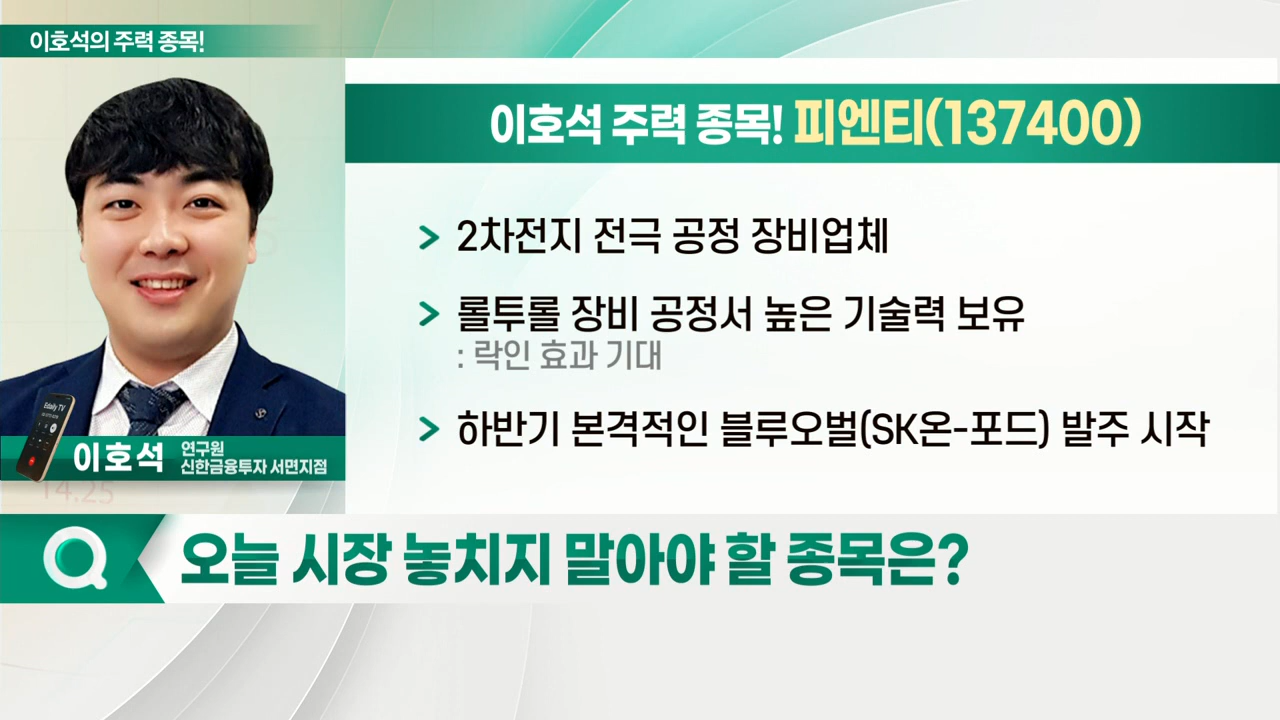 이호석의 주력 종목!
이호석 주력 종목! 피엔티(137400)
> 2차전지 전극 공정 장비업체
> 롤투롤 장비 공정서 높은 기술력 보유
: 락인 효과 기대
> 하반기 본격적인 블루오벌(SK온-포드) 발주 시작
Edaily TV
이호석
연구원
신한금융투자 서면지점
14.25
Q 오늘 시장 놓치지 말아야 할 종목은?